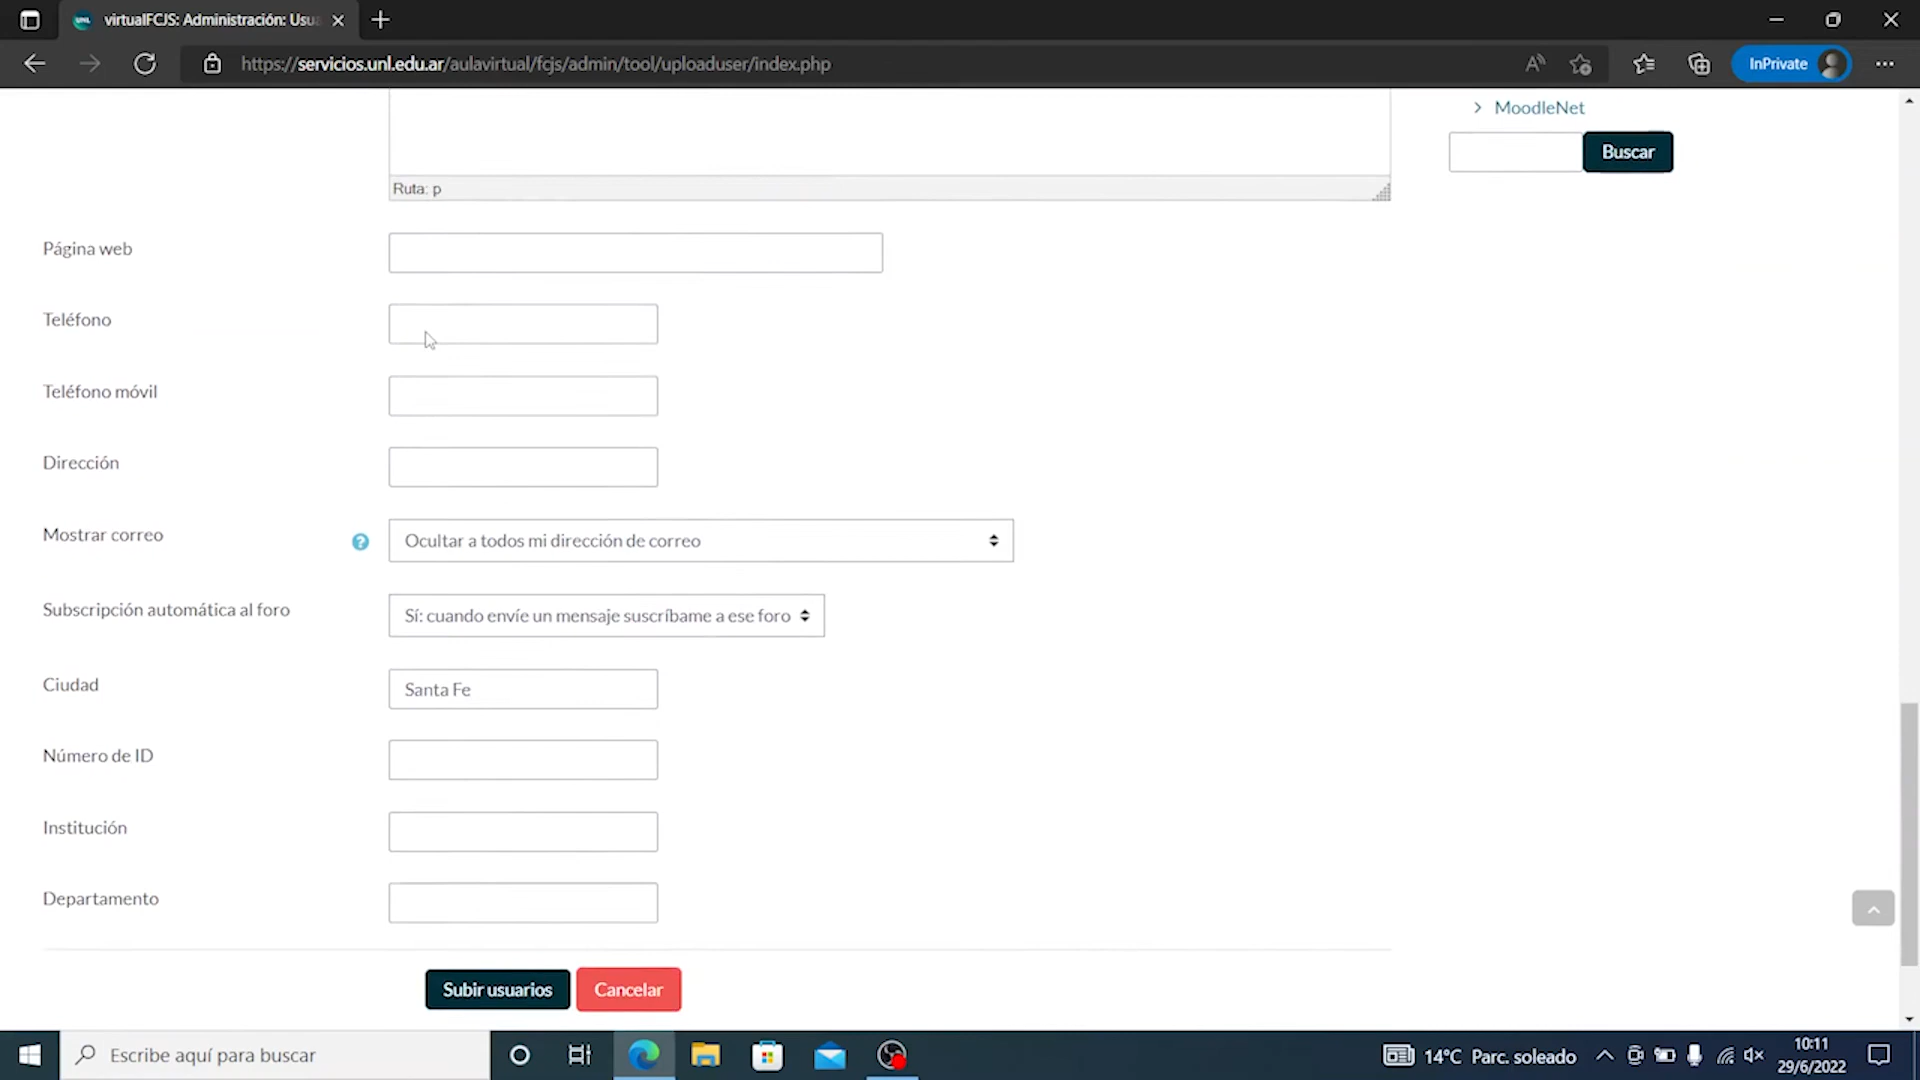 virtualFCJS: Administración: Usua
https://servicios.unl.edu.ar/aulavirtual/fcjs/admin/tool/uploaduser/index.php
InPrivate
MoodleNet
Buscar
Ruta: p
Página web
Teléfono
Teléfono móvil
Dirección
Mostrar correo
Ocultar a todos mi dirección de correo
Subscripción automática al foro
Sí: cuando envíe un mensaje suscríbame a ese foro
Ciudad
Santa Fe
Número de ID
Institución
Departamento
Subir usuarios
Cancelar
Escribe aquí para buscar
14°C Parc. soleado
10:11
29/6/2022